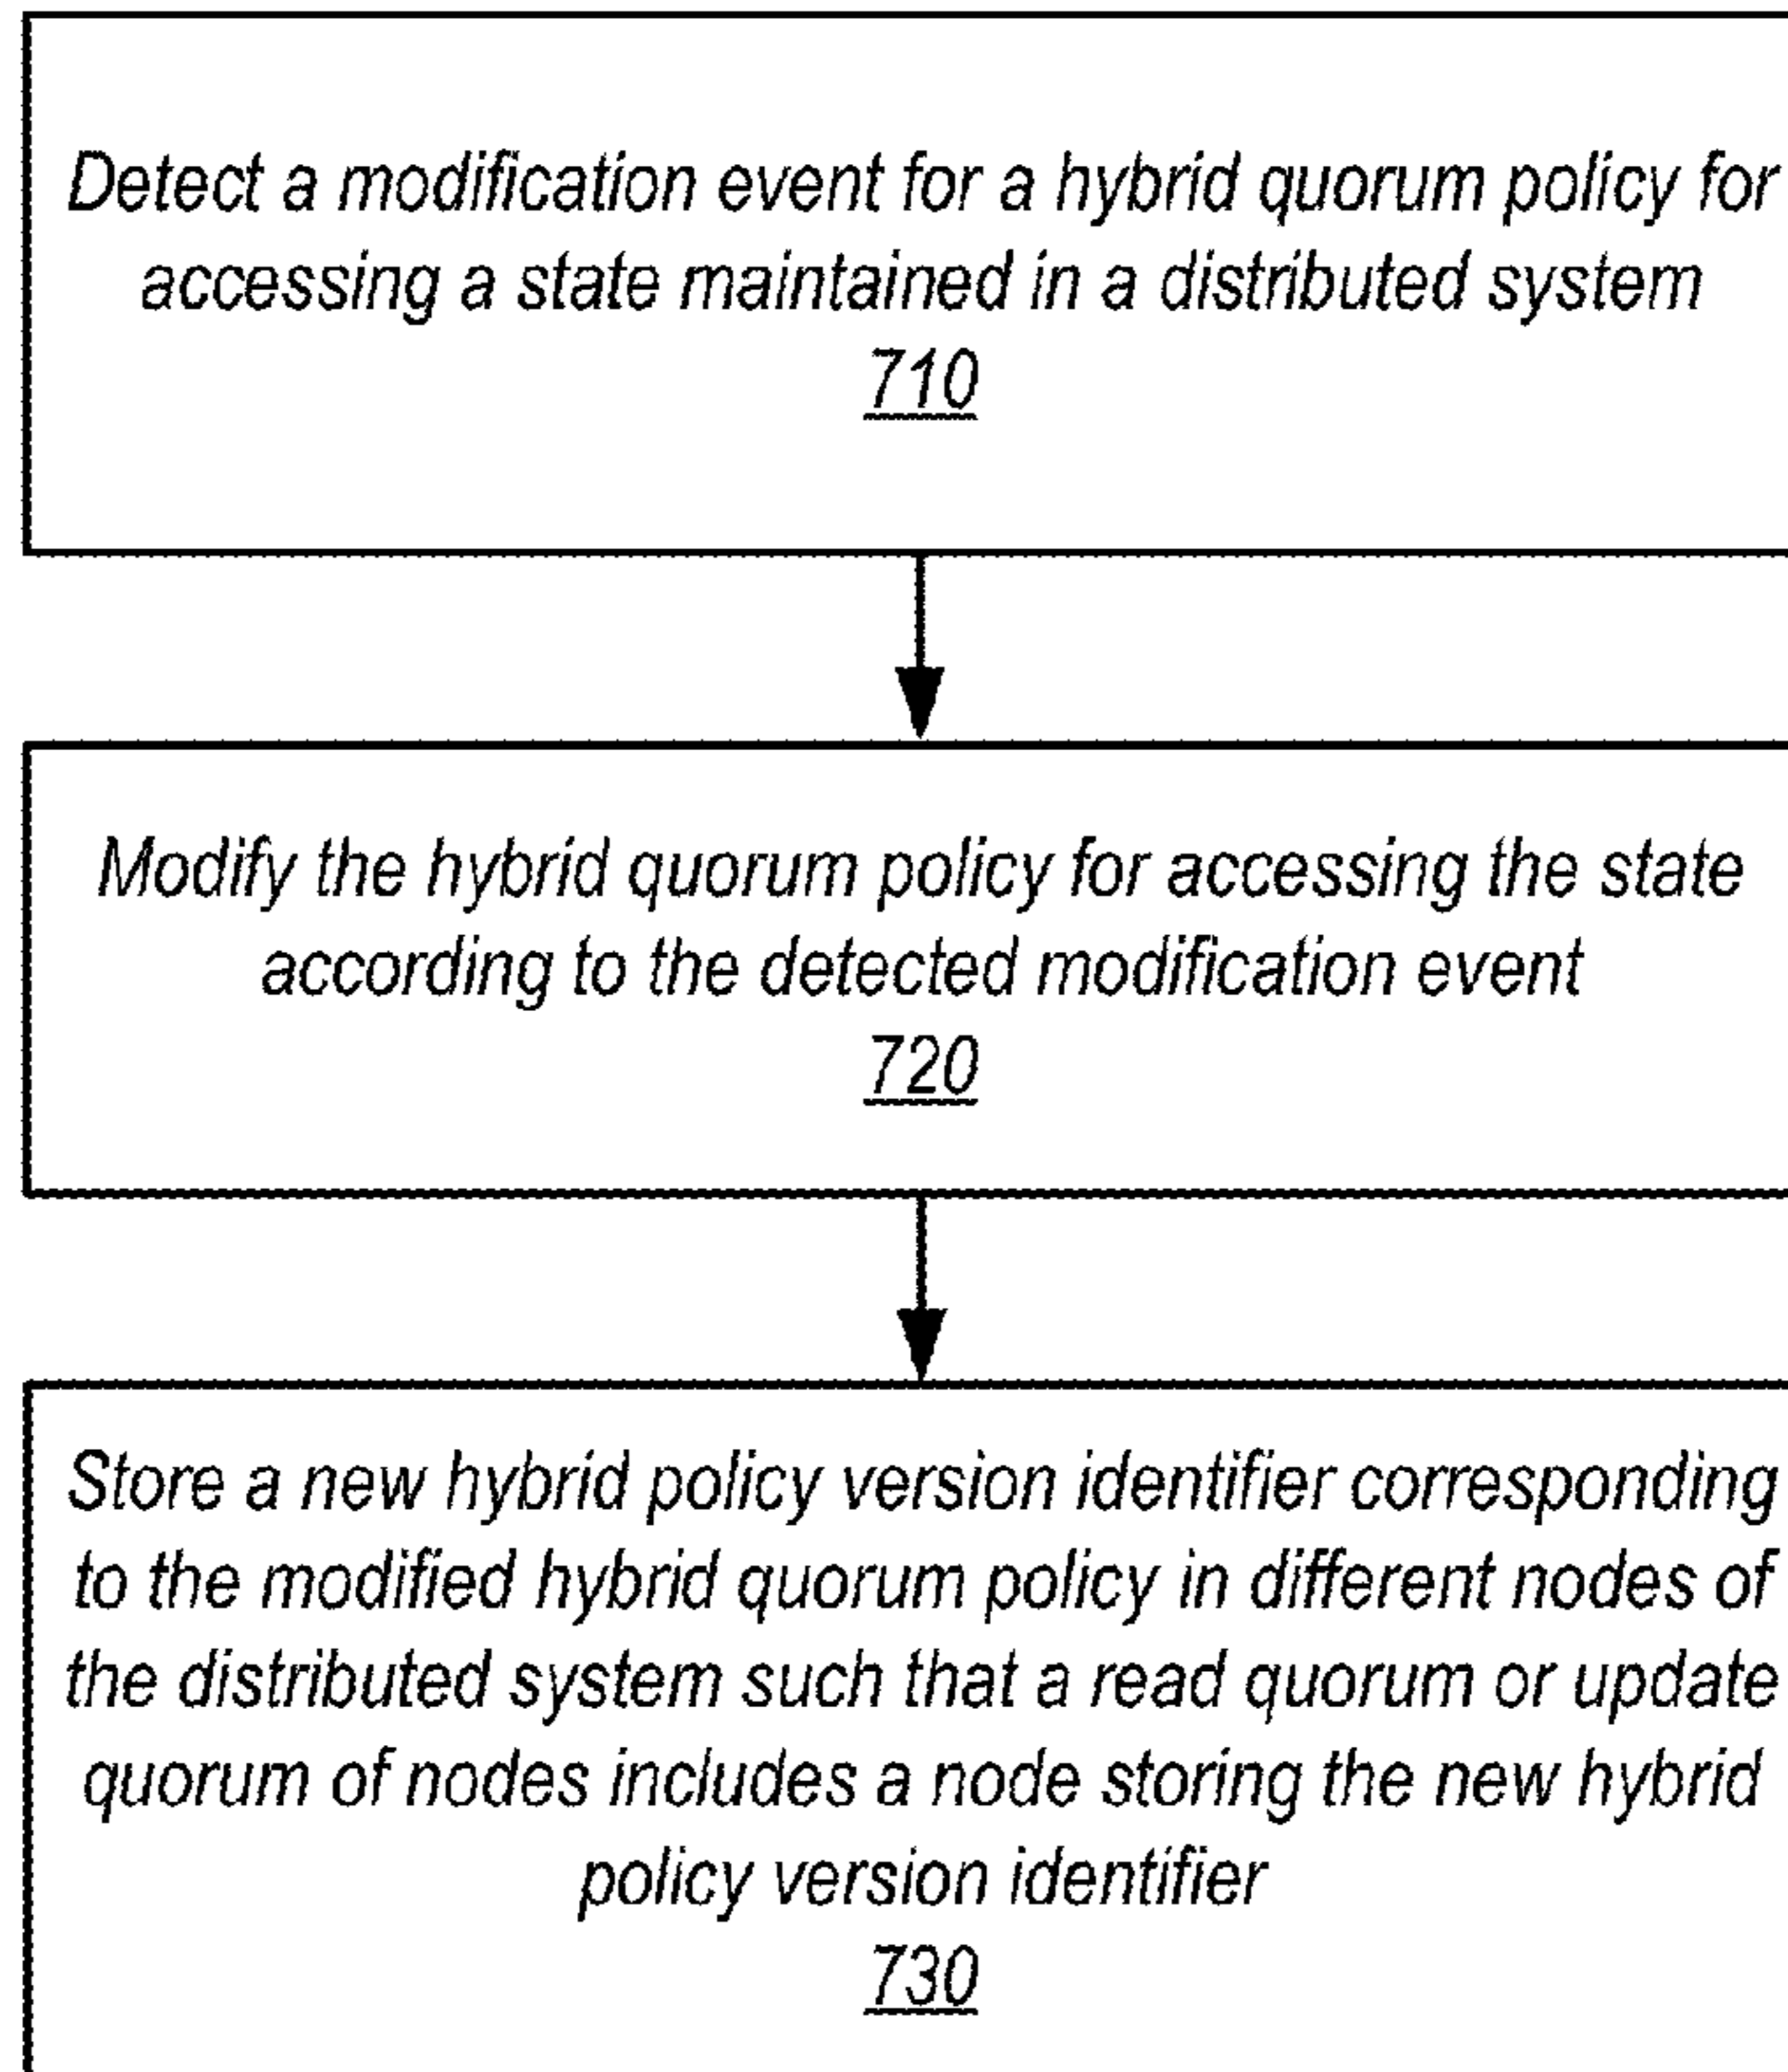 Detect a modification event for a hybrid quorum policy for
accessing a state maintained in a distributed system
710
Modify the hybrid quorum policy for accessing the state
according to the detected modification event
720
Store a new hybrid policy version identifier corresponding
to the modified hybrid quorum policy in different nodes of
the distributed system such that a read quorum or update
quorum of nodes includes a node storing the new hybrid
policy version identifier
730